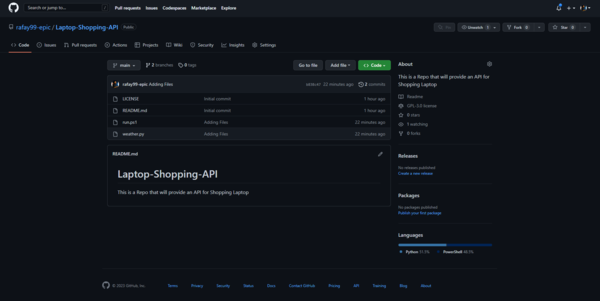 Search or jump to...
Pull requests Issues Codespaces Marketplace Explore
rafay99-epic / Laptop-Shopping-API Public
Pin Unwatch 1 Fork 0 Star 0
Code Issues Pull requests Actions Projects Wiki Security Insights Settings
main 2 branches 0 tags Go to file Add file Code
rafay99-epic Adding Files 22 minutes ago 2 commits
LICENSE Initial commit 1 hour ago
README.md Initial commit 1 hour ago
run.ps1 Adding Files 22 minutes ago
weather.py Adding Files 22 minutes ago
README.md
Laptop-Shopping-API
This is a Repo that will provide an API for Shopping Laptop
About
This is a Repo that will provide an API for
Shopping Laptop
Readme
GPL-3.0 license
0 stars
1 watching
0 forks
Releases
No releases published
Create a new release
Packages
No packages published
Publish your first package
Languages
Python 51.5% PowerShell 48.5%
© 2023 GitHub, Inc. Terms Privacy Security Status Docs Contact GitHub Pricing API Training Blog About